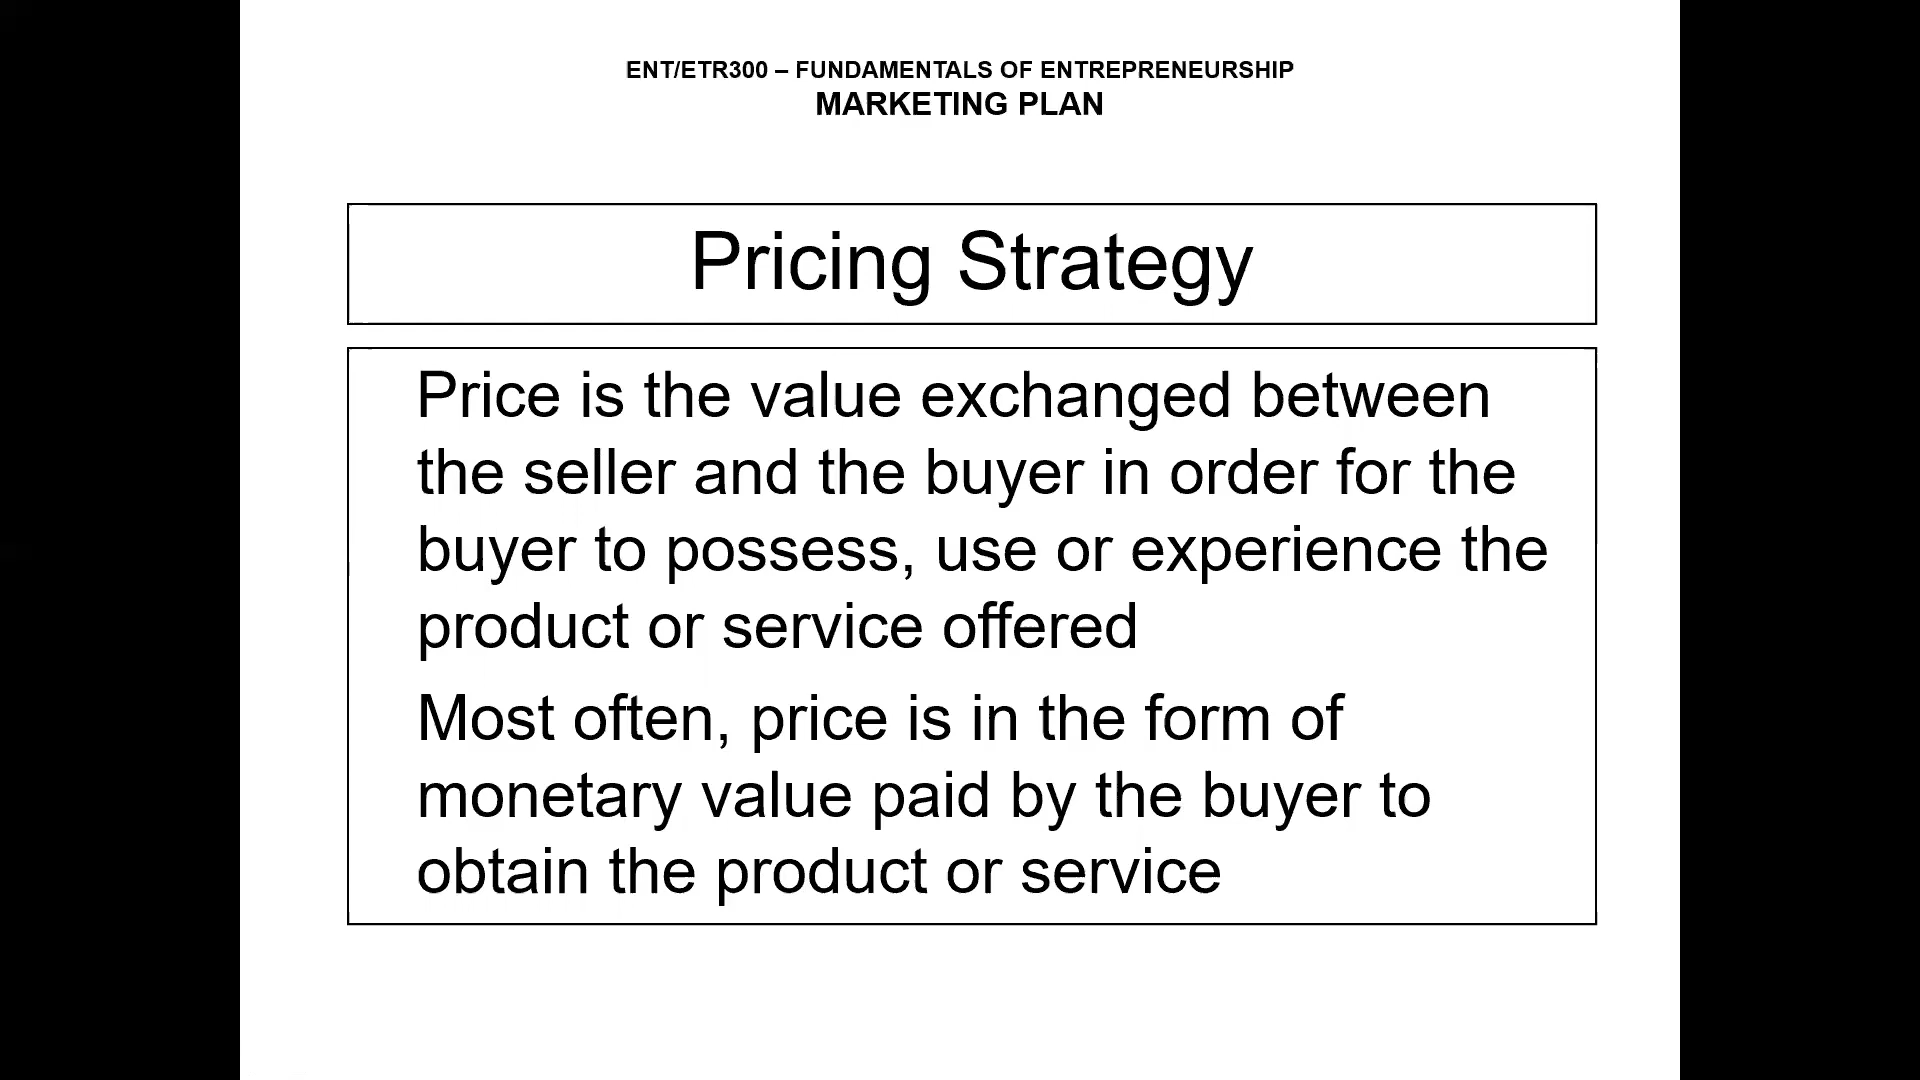 ENT/ETR300 – FUNDAMENTALS OF ENTREPRENEURSHIP
MARKETING PLAN
Pricing Strategy
Price is the value exchanged between
the seller and the buyer in order for the
buyer to possess, use or experience the
product or service offered
Most often, price is in the form of
monetary value paid by the buyer to
obtain the product or service